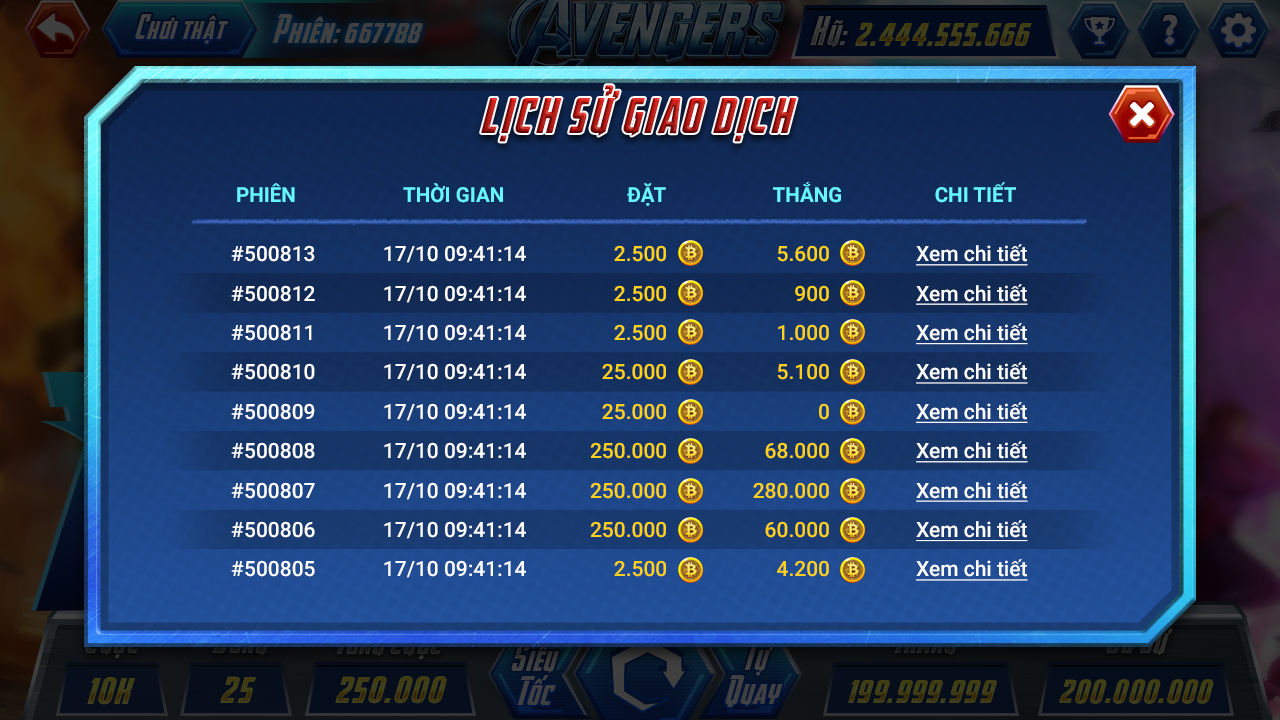 CHƠI THẬT
PHIÊN: 667788
AVENGERS
HŨ: 2.444.555.666
?
LỊCH SỬ GIAO DỊCH
PHIÊN THỜI GIAN ĐẶT THẮNG CHI TIẾT
#500813 17/10 09:41:14 2.500 5.600 Xem chi tiết
#500812 17/10 09:41:14 2.500 900 Xem chi tiết
#500811 17/10 09:41:14 2.500 1.000 Xem chi tiết
#500810 17/10 09:41:14 25.000 5.100 Xem chi tiết
#500809 17/10 09:41:14 25.000 0 Xem chi tiết
#500808 17/10 09:41:14 250.000 68.000 Xem chi tiết
#500807 17/10 09:41:14 250.000 280.000 Xem chi tiết
#500806 17/10 09:41:14 250.000 60.000 Xem chi tiết
#500805 17/10 09:41:14 2.500 4.200 Xem chi tiết
SIÊU TỐC
TỰ QUAY
10K 25 250.000 199.999.999 200.000.000